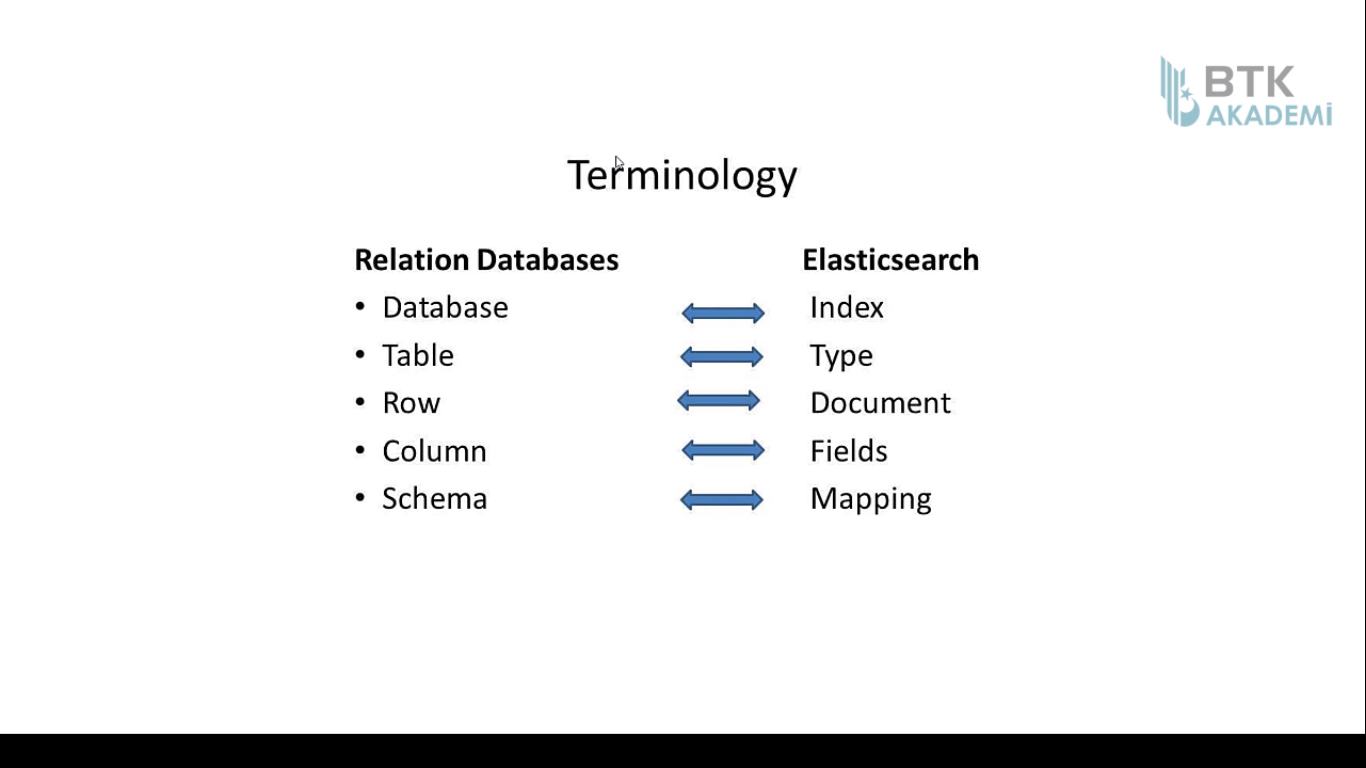 BTK
AKADEMİ
Terminology
Relation Databases Elasticsearch
• Database Index
• Table Type
• Row Document
• Column Fields
• Schema Mapping